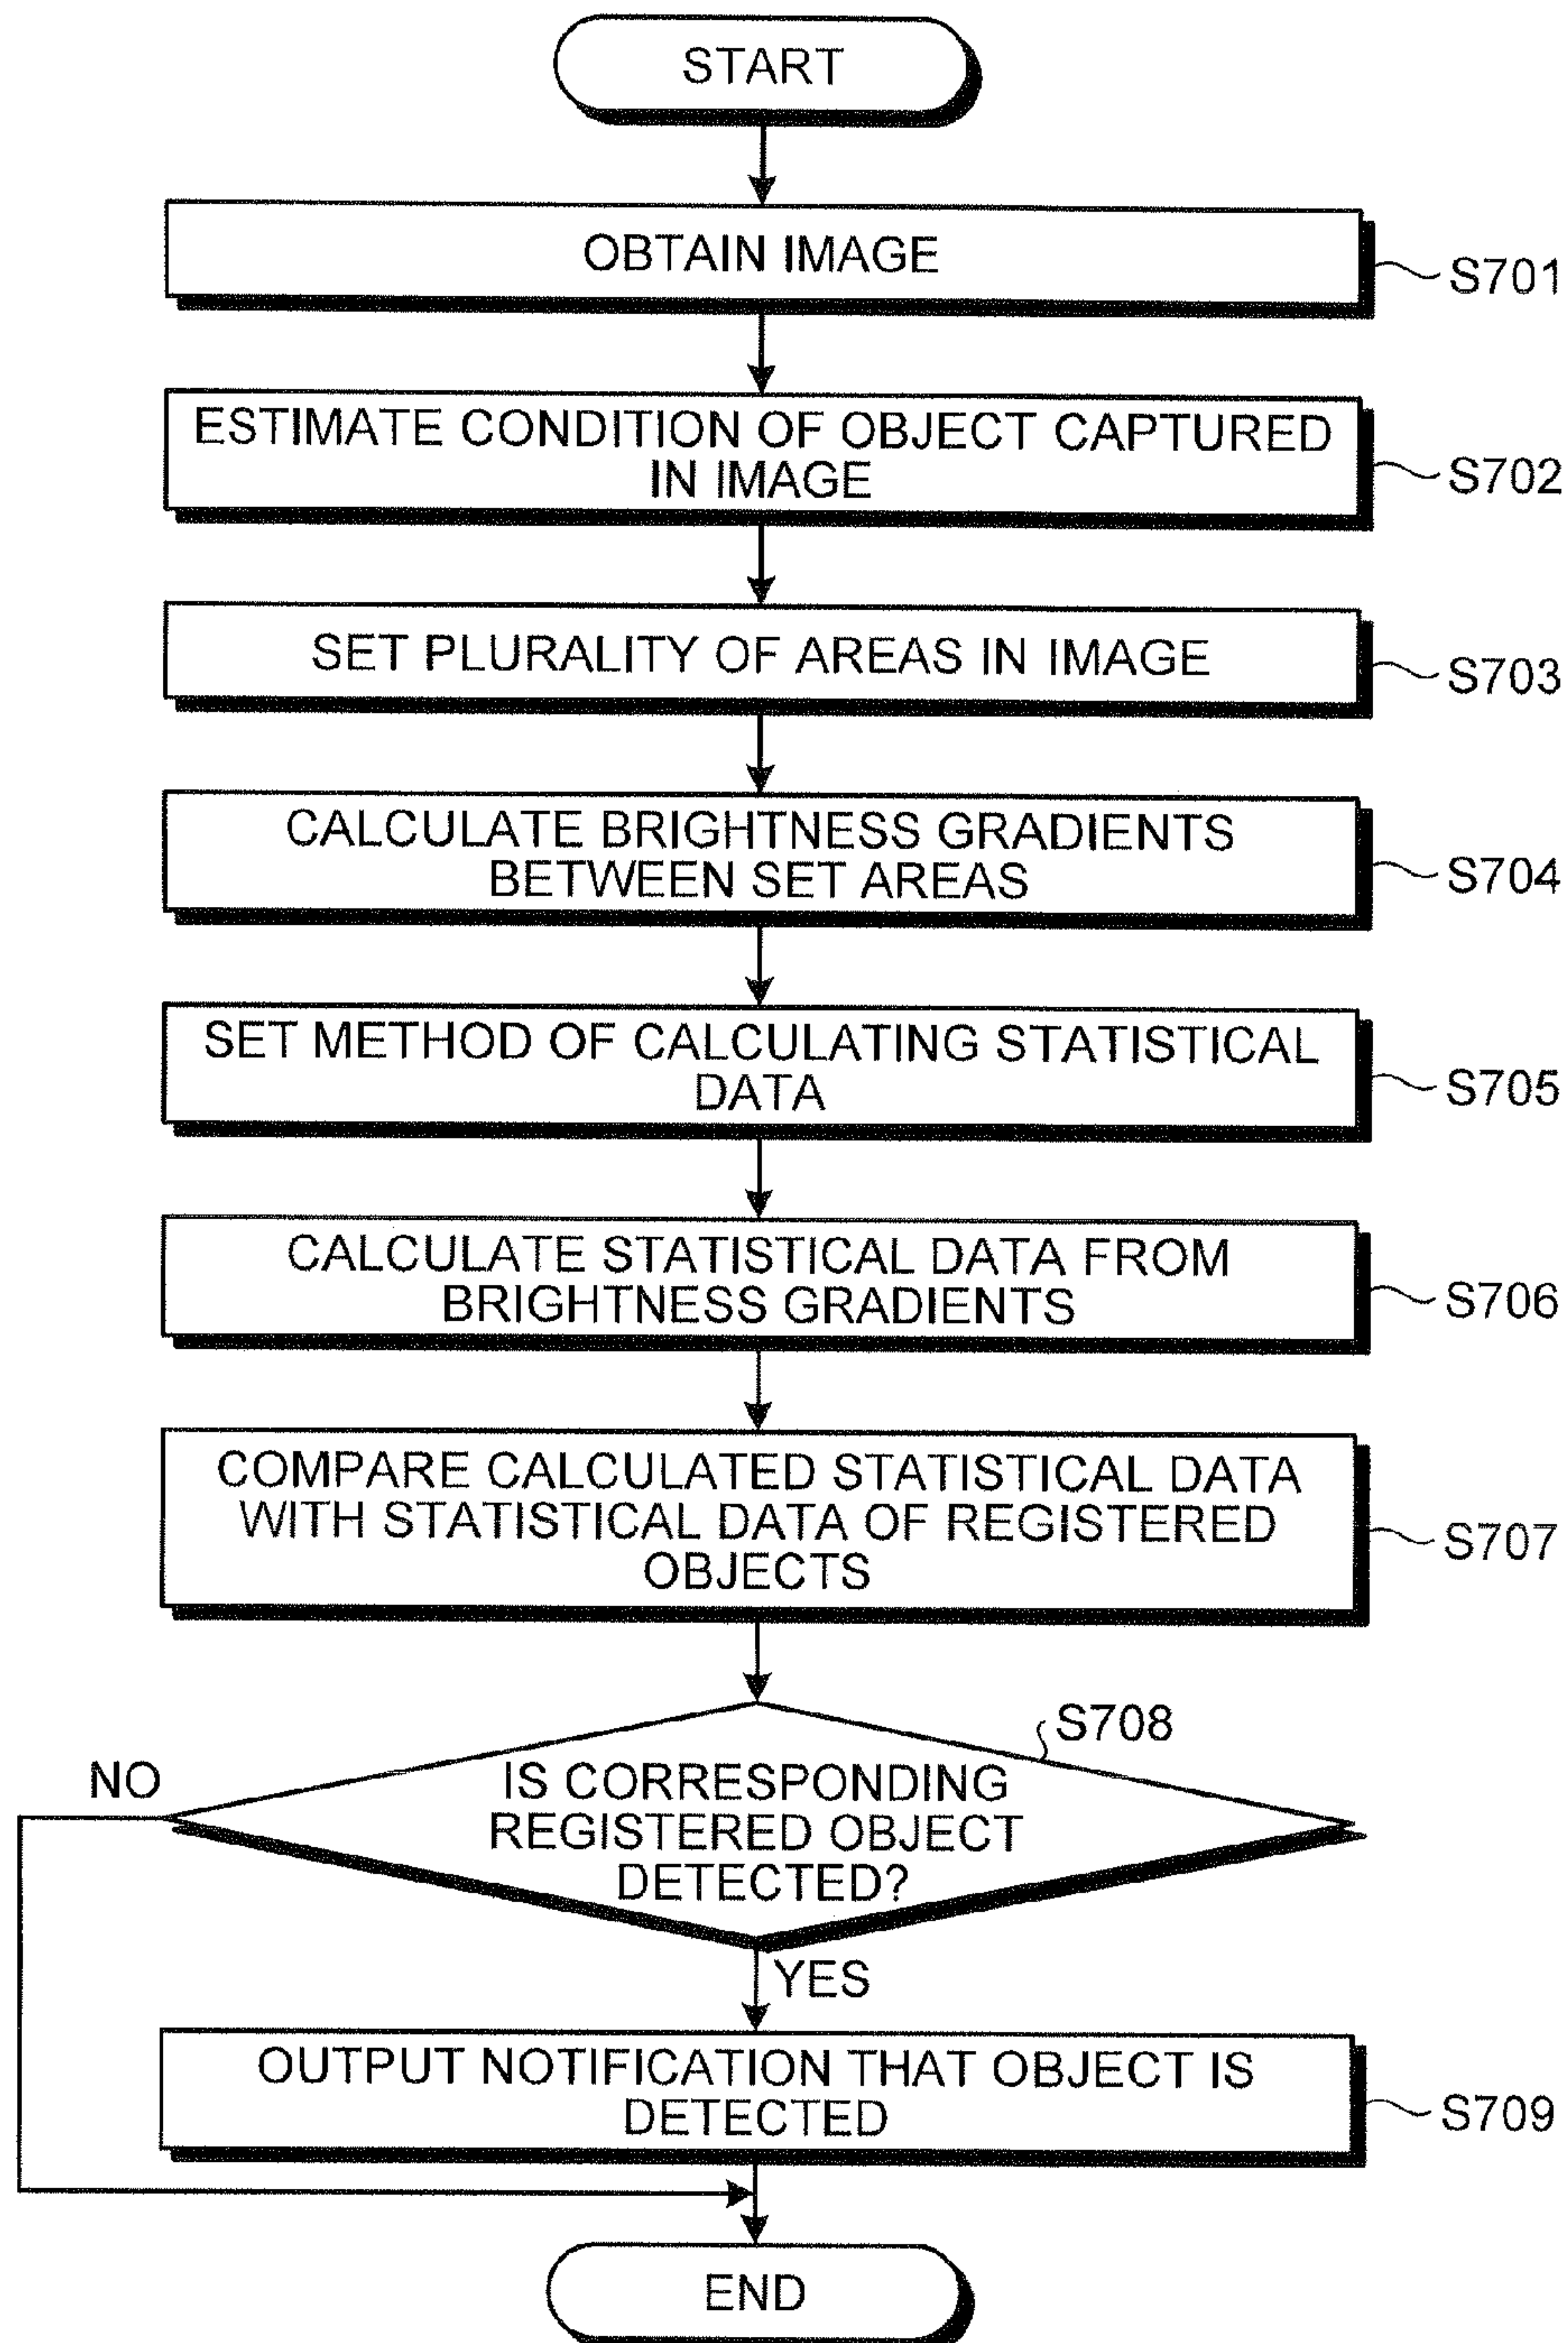 START
OBTAIN IMAGE
S701
ESTIMATE CONDITION OF OBJECT CAPTURED
IN IMAGE
S702
SET PLURALITY OF AREAS IN IMAGE
S703
CALCULATE BRIGHTNESS GRADIENTS
BETWEEN SET AREAS
S704
SET METHOD OF CALCULATING STATISTICAL
DATA
S705
CALCULATE STATISTICAL DATA FROM
BRIGHTNESS GRADIENTS
S706
COMPARE CALCULATED STATISTICAL DATA
WITH STATISTICAL DATA OF REGISTERED
OBJECTS
S707
S708
NO
IS CORRESPONDING
REGISTERED OBJECT
DETECTED?
YES
OUTPUT NOTIFICATION THAT OBJECT IS
DETECTED
S709
END